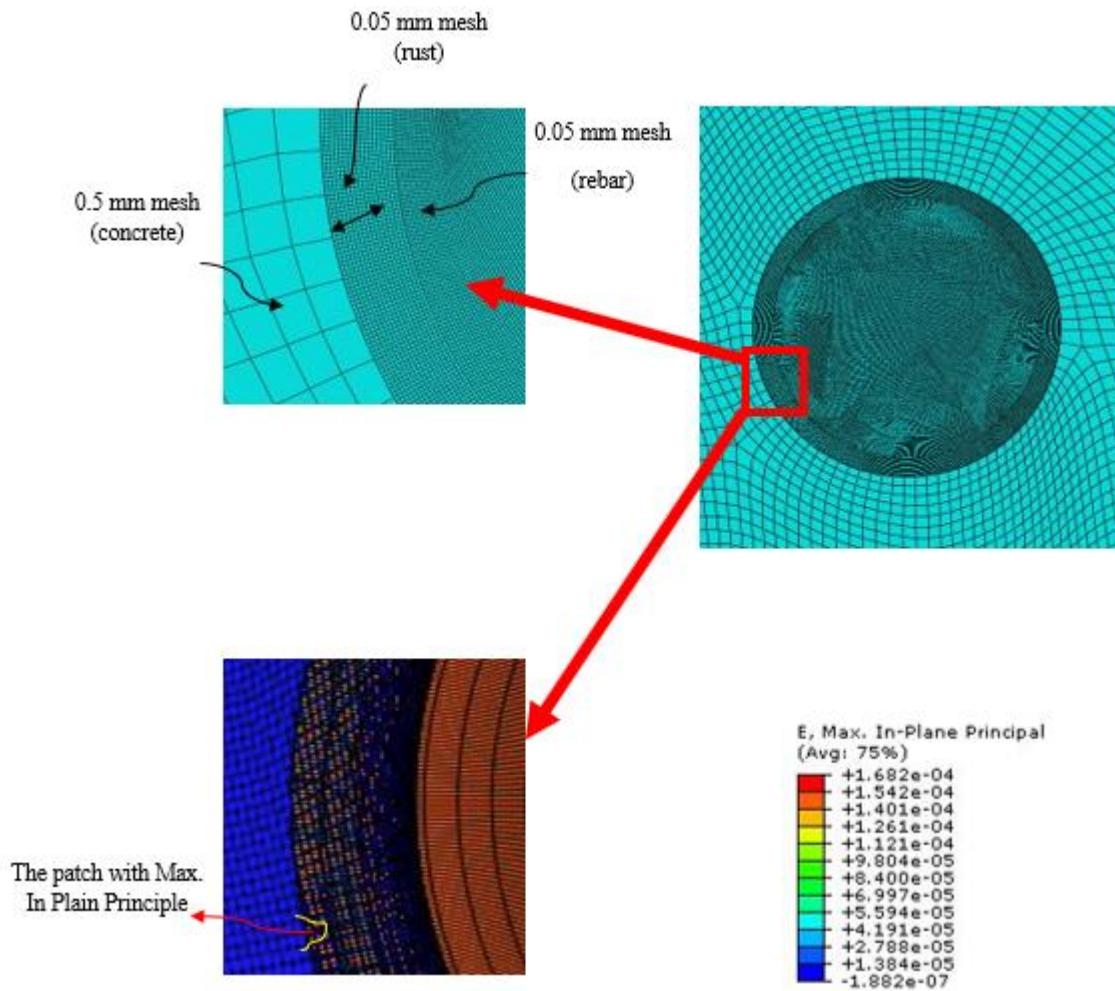 0.05 mm mesh
(rust)
0.05 mm mesh
(rebar)
0.5 mm mesh
(concrete)
The patch with Max.
In Plain Principle
E, Max. In-Plane Principal
(Avg: 75%)
+1.682e-04
+1.542e-04
+1.401e-04
+1.261e-04
+1.121e-04
+9.804e-05
+8.400e-05
+6.997e-05
+5.594e-05
+4.191e-05
+2.788e-05
+1.384e-05
-1.882e-07